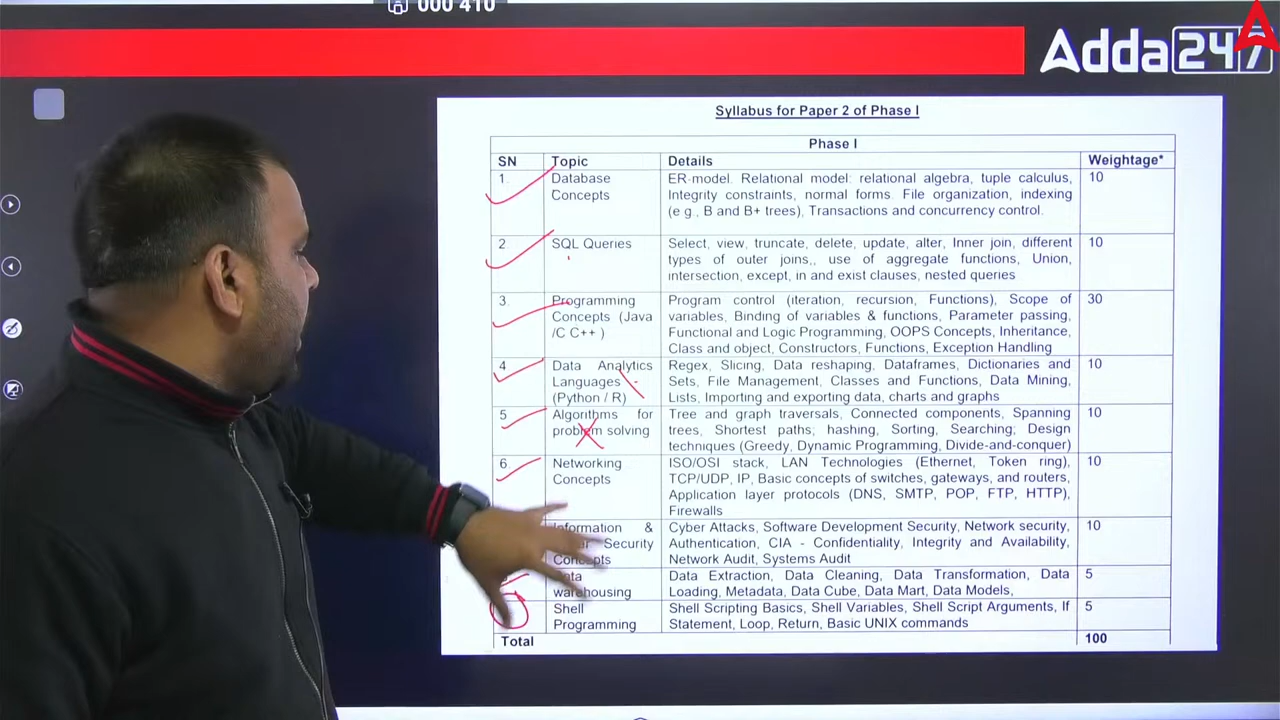 000 410
Adda247
Syllabus for Paper 2 of Phase I
Phase I
SN Topic Details Weightage*
1. Database Concepts ER-model. Relational model: relational algebra, tuple calculus, 10
Integrity constraints, normal forms. File organization, indexing
(e.g., B and B+ trees), Transactions and concurrency control.
2 SQL Queries Select, view, truncate, delete, update, alter, Inner join, different 10
types of outer joins,, use of aggregate functions, Union,
intersection, except, in and exist clauses, nested queries
3 Programming Program control (iteration, recursion, Functions), Scope of 30
Concepts (Java variables, Binding of variables & functions, Parameter passing,
/C C++ ) Functional and Logic Programming, OOPS Concepts, Inheritance,
Class and object, Constructors, Functions, Exception Handling
4 Data Analytics Regex, Slicing, Data reshaping, Dataframes, Dictionaries and 10
Languages Sets, File Management, Classes and Functions, Data Mining,
(Python / R) Lists, Importing and exporting data, charts and graphs
5 Algorithms for Tree and graph traversals, Connected components, Spanning 10
problem solving trees, Shortest paths; hashing, Sorting, Searching; Design
techniques (Greedy, Dynamic Programming, Divide-and-conquer)
6 Networking ISO/OSI stack, LAN Technologies (Ethernet, Token ring), 10
Concepts TCP/UDP, IP, Basic concepts of switches, gateways, and routers,
Application layer protocols (DNS, SMTP, POP, FTP, HTTP),
Firewalls
Information & Cyber Attacks, Software Development Security, Network security, 10
Security Authentication, CIA - Confidentiality, Integrity and Availability,
Concepts Network Audit, Systems Audit
Data Data Extraction, Data Cleaning, Data Transformation, Data 5
warehousing Loading, Metadata, Data Cube, Data Mart, Data Models,
Shell Shell Scripting Basics, Shell Variables, Shell Script Arguments, If 5
Programming Statement, Loop, Return, Basic UNIX commands
Total 100